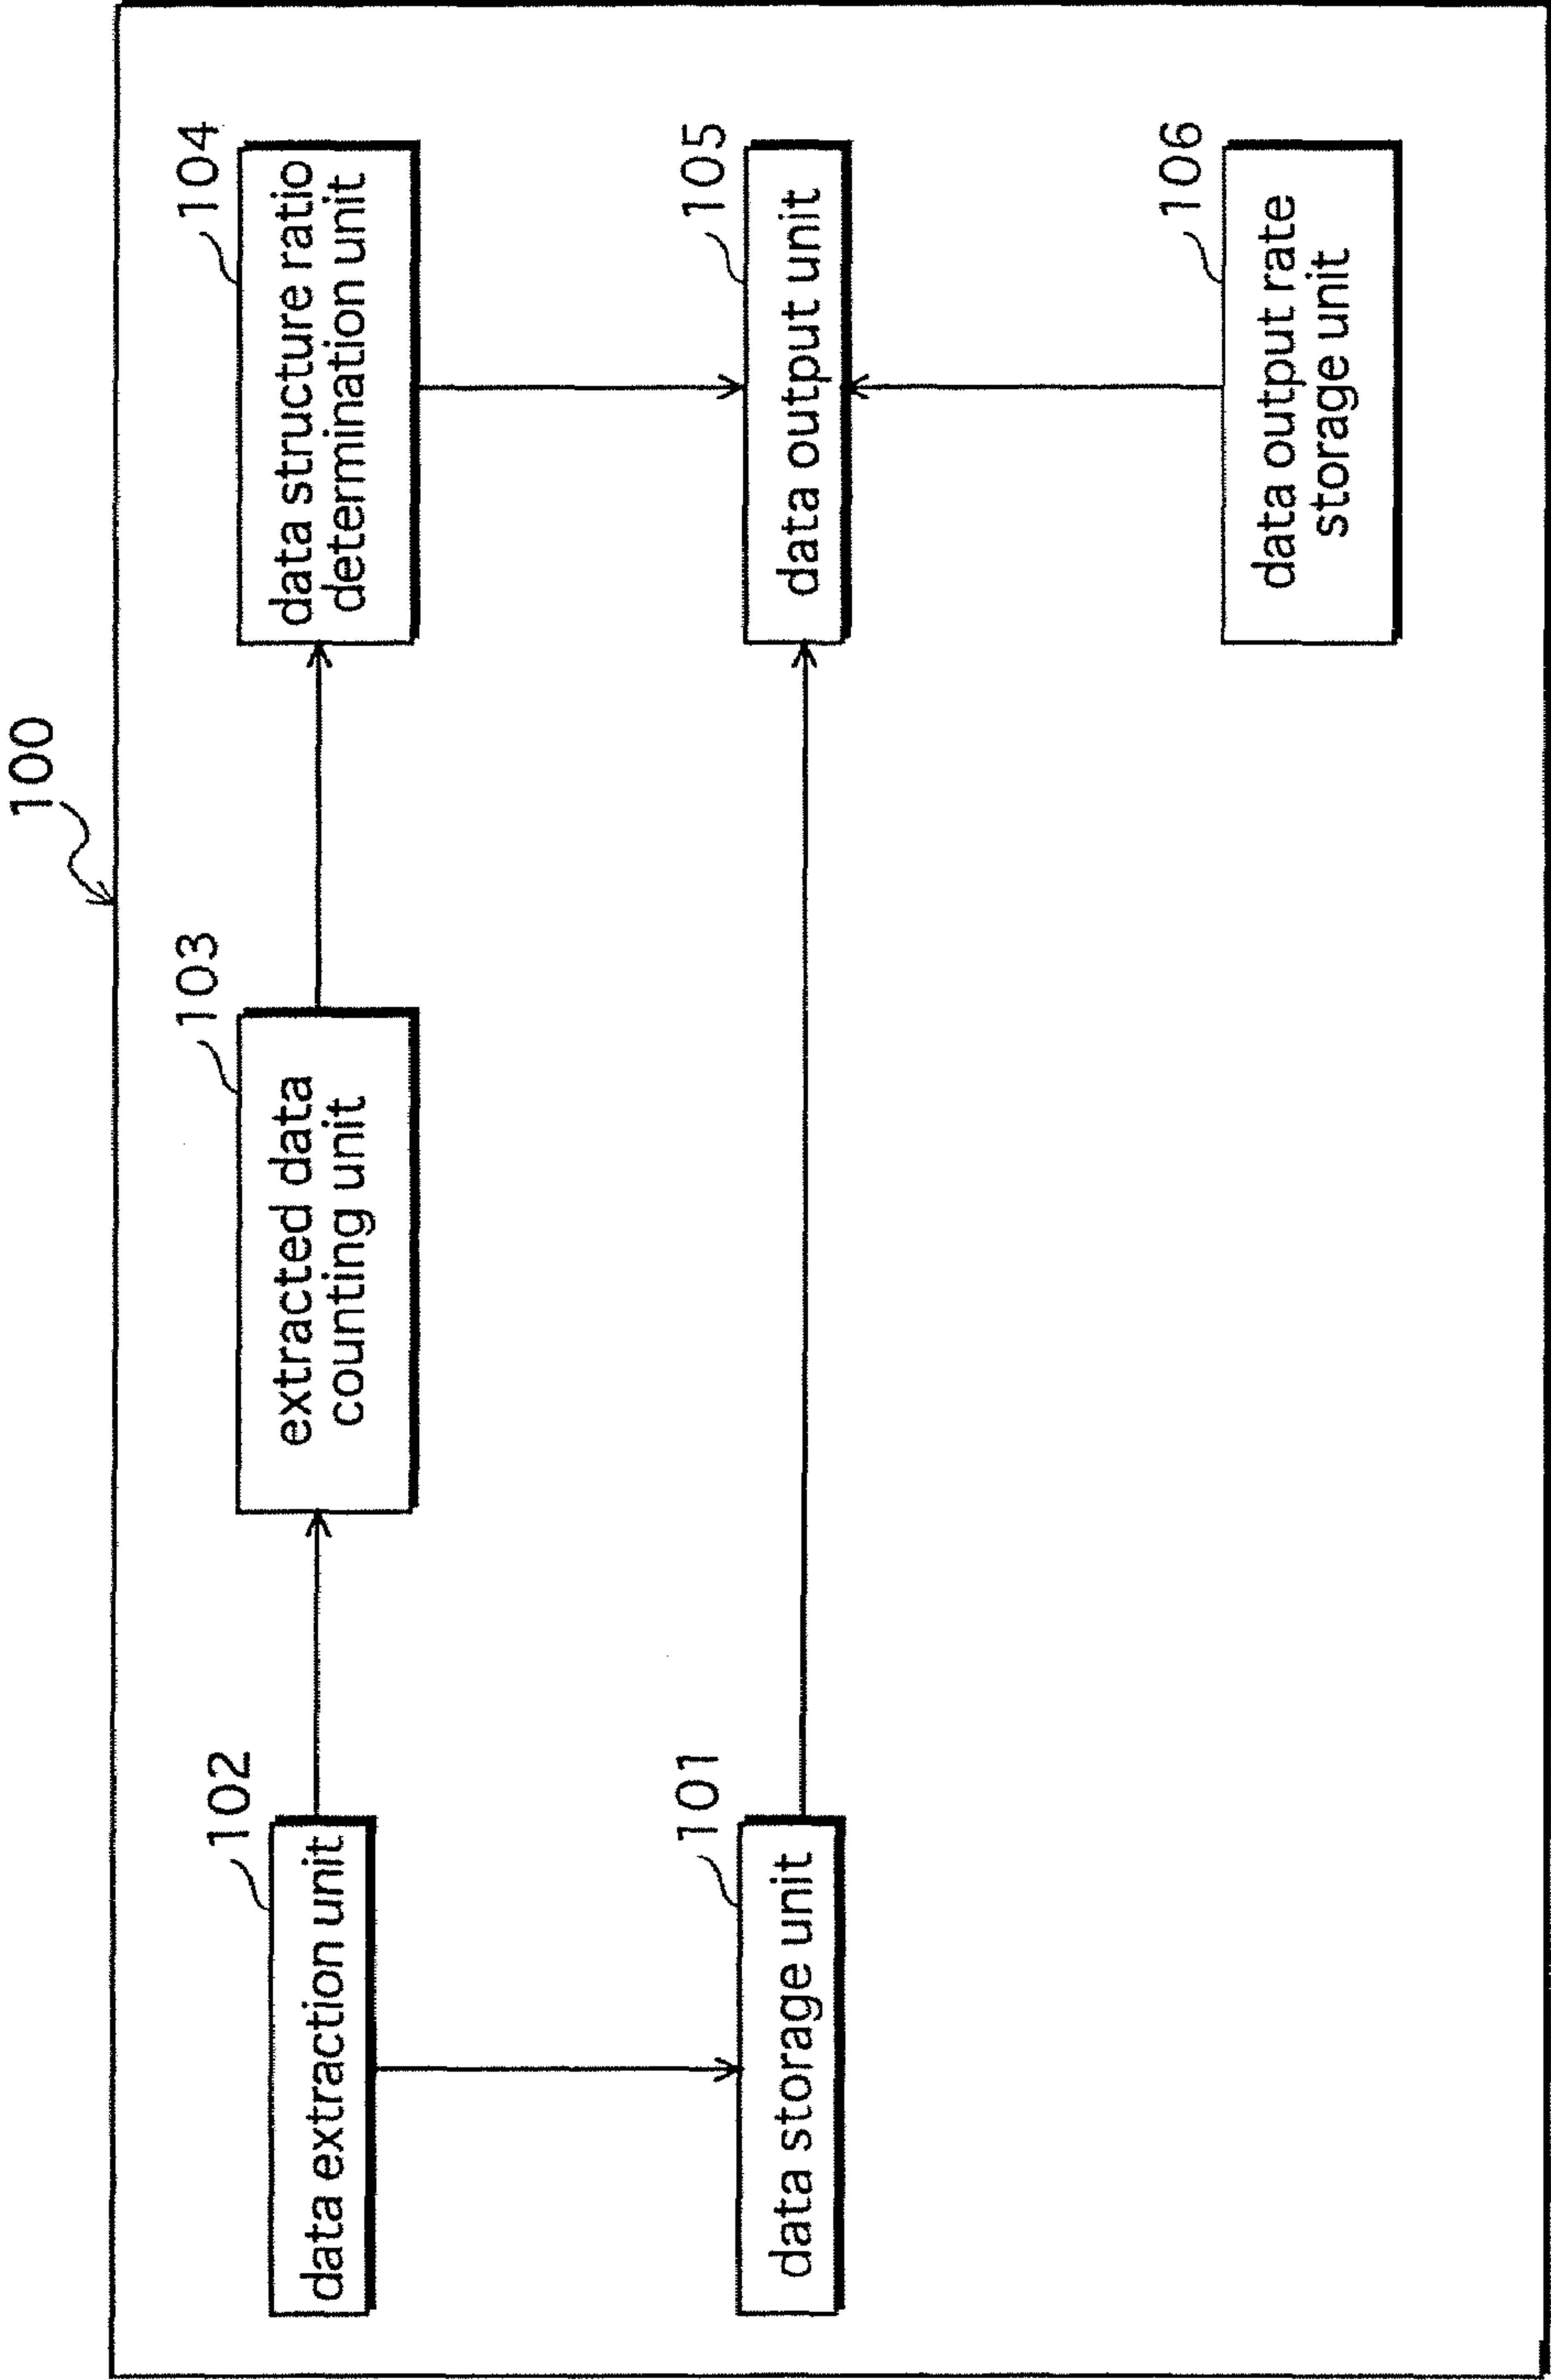 100
102
data extraction unit
103
extracted data
counting unit
104
data structure ratio
determination unit
101
data storage unit
105
data output unit
106
data output rate
storage unit